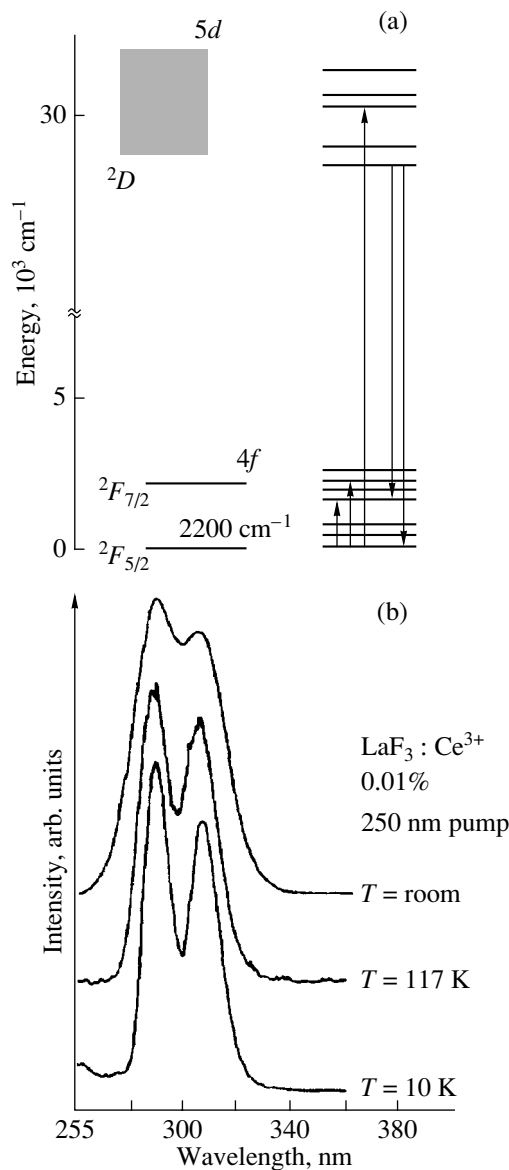 5d
(a)
30
²D
Energy, 10³ cm⁻¹
5
4f
²F₇/₂
2200 cm⁻¹
0
²F₅/₂
(b)
LaF₃ : Ce³⁺
0.01%
250 nm pump
Intensity, arb. units
T = room
T = 117 K
T = 10 K
255
300
340
380
Wavelength, nm